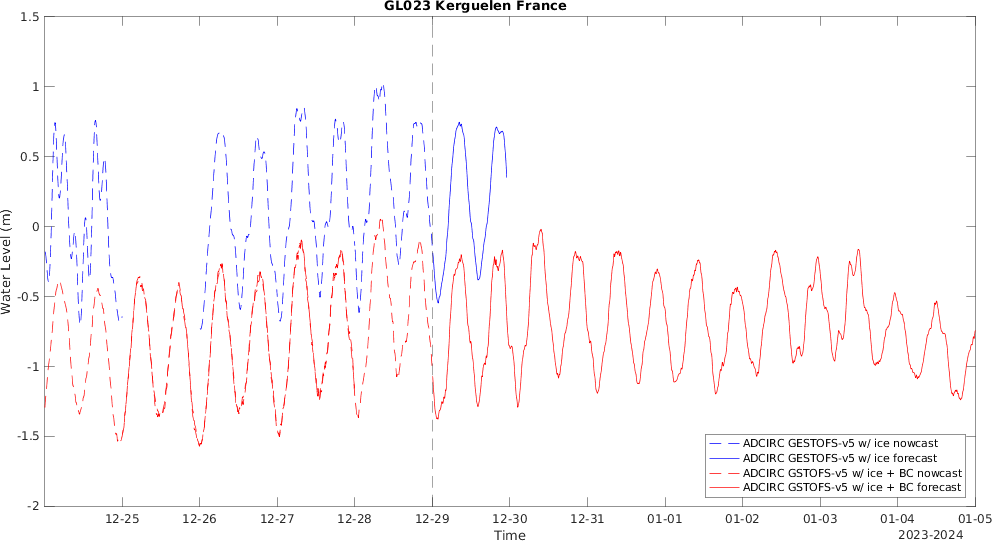 GL023 Kerguelen France
1.5
1
0.5
0
-0.5
-1
-1.5
-2
Water Level (m)
ADCIRC GESTOFS-v5 w/ ice nowcast
ADCIRC GESTOFS-v5 w/ ice forecast
ADCIRC GSTOFS-v5 w/ ice + BC nowcast
ADCIRC GSTOFS-v5 w/ ice + BC forecast
12-25 12-26 12-27 12-28 12-29 12-30 12-31 01-01 01-02 01-03 01-04 01-05
Time
2023-2024